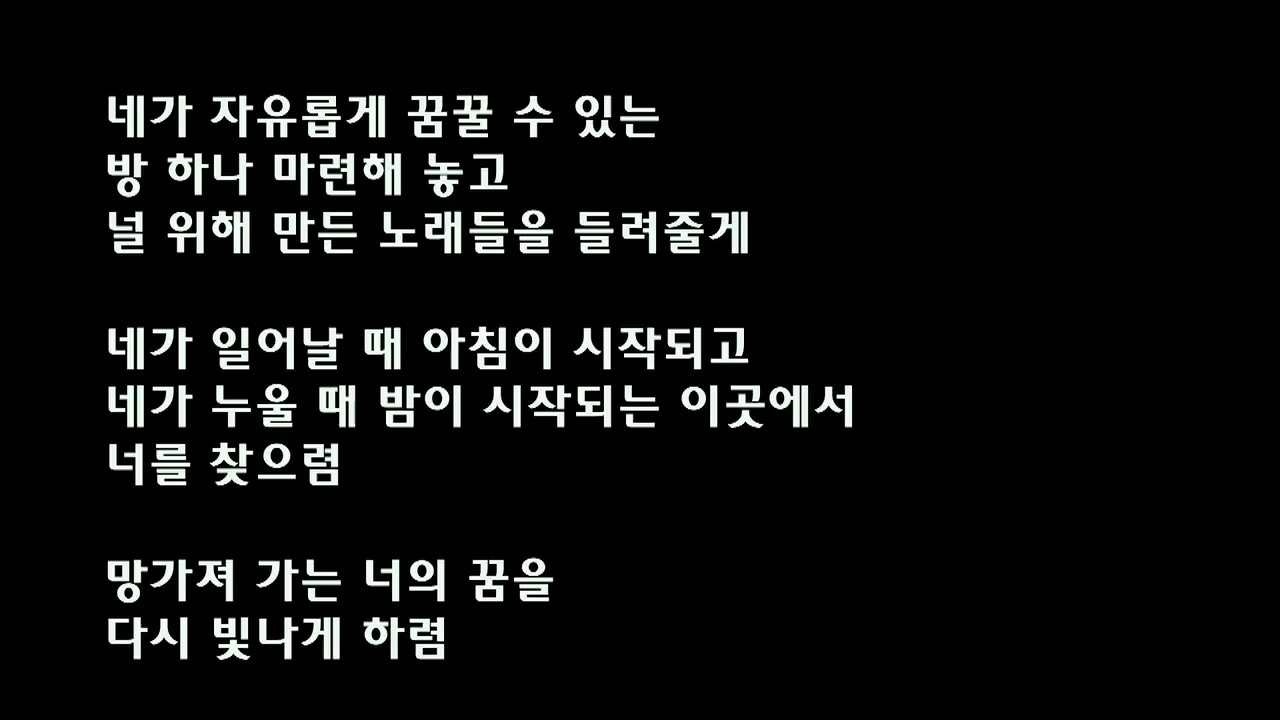 네가 자유롭게 꿈꿀 수 있는
방 하나 마련해 놓고
널 위해 만든 노래들을 들려줄게
네가 일어날 때 아침이 시작되고
네가 누울 때 밤이 시작되는 이곳에서
너를 찾으렴
망가져 가는 너의 꿈을
다시 빛나게 하렴